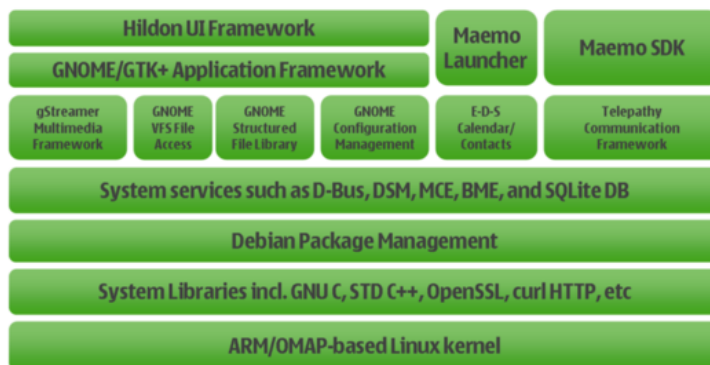 Hildon UI Framework
GNOME/GTK+ Application Framework
Maemo
Launcher
Maemo SDK
gStreamer
Multimedia
Framework
GNOME
VFS File
Access
GNOME
Structured
File Library
GNOME
Configuration
Management
E-D-S
Calendar/
Contacts
Telepathy
Communication
Framework
System services such as D-Bus, DSM, MCE, BME, and SQLite DB
Debian Package Management
System Libraries incl. GNU C, STD C++, OpenSSL, curl HTTP, etc
ARM/OMAP-based Linux kernel